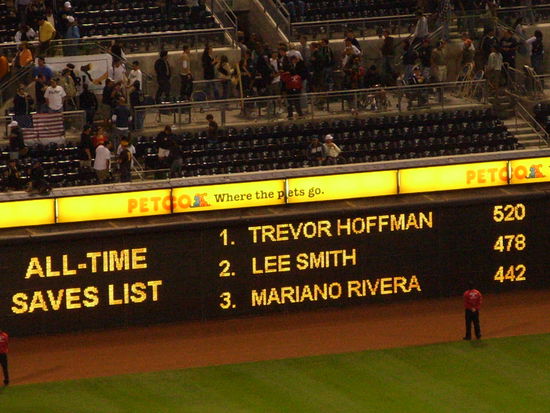 PETCO Where the pets go. PETCO
ALL-TIME
SAVES LIST
1. TREVOR HOFFMAN 520
2. LEE SMITH 478
3. MARIANO RIVERA 442